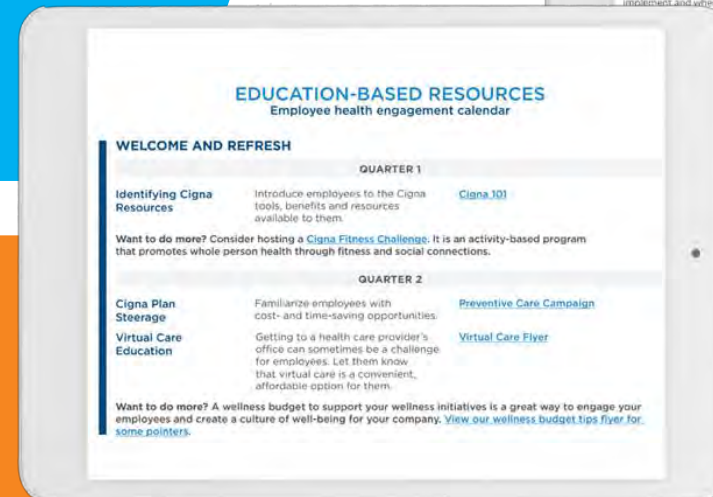 implement and whe
EDUCATION-BASED RESOURCES
Employee health engagement calendar
WELCOME AND REFRESH
QUARTER 1
Identifying Cigna Resources
Introduce employees to the Cigna
tools, benefits and resources
available to them.
Cigna 101
Want to do more? Consider hosting a Cigna Fitness Challenge. It is an activity-based program
that promotes whole person health through fitness and social connections.
QUARTER 2
Cigna Plan Steerage
Familiarize employees with
cost- and time-saving opportunities.
Preventive Care Campaign
Virtual Care Education
Getting to a health care provider's
office can sometimes be a challenge
for employees. Let them know
that virtual care is a convenient,
affordable option for them.
Virtual Care Flyer
Want to do more? A wellness budget to support your wellness initiatives is a great way to engage your
employees and create a culture of well-being for your company. View our wellness budget tips flyer for
some pointers.